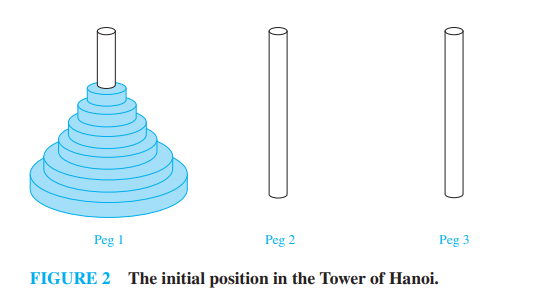 Peg 1 Peg 2 Peg 3
FIGURE 2 The initial position in the Tower of Hanoi.